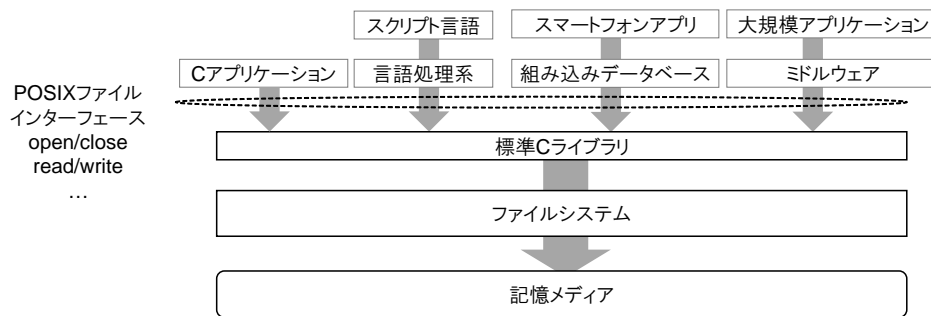 スクリプト言語
スマートフォンアプリ
大規模アプリケーション
Cアプリケーション
言語処理系
組み込みデータベース
ミドルウェア
POSIXファイル
インターフェース
open/close
read/write
…
標準Cライブラリ
ファイルシステム
記憶メディア